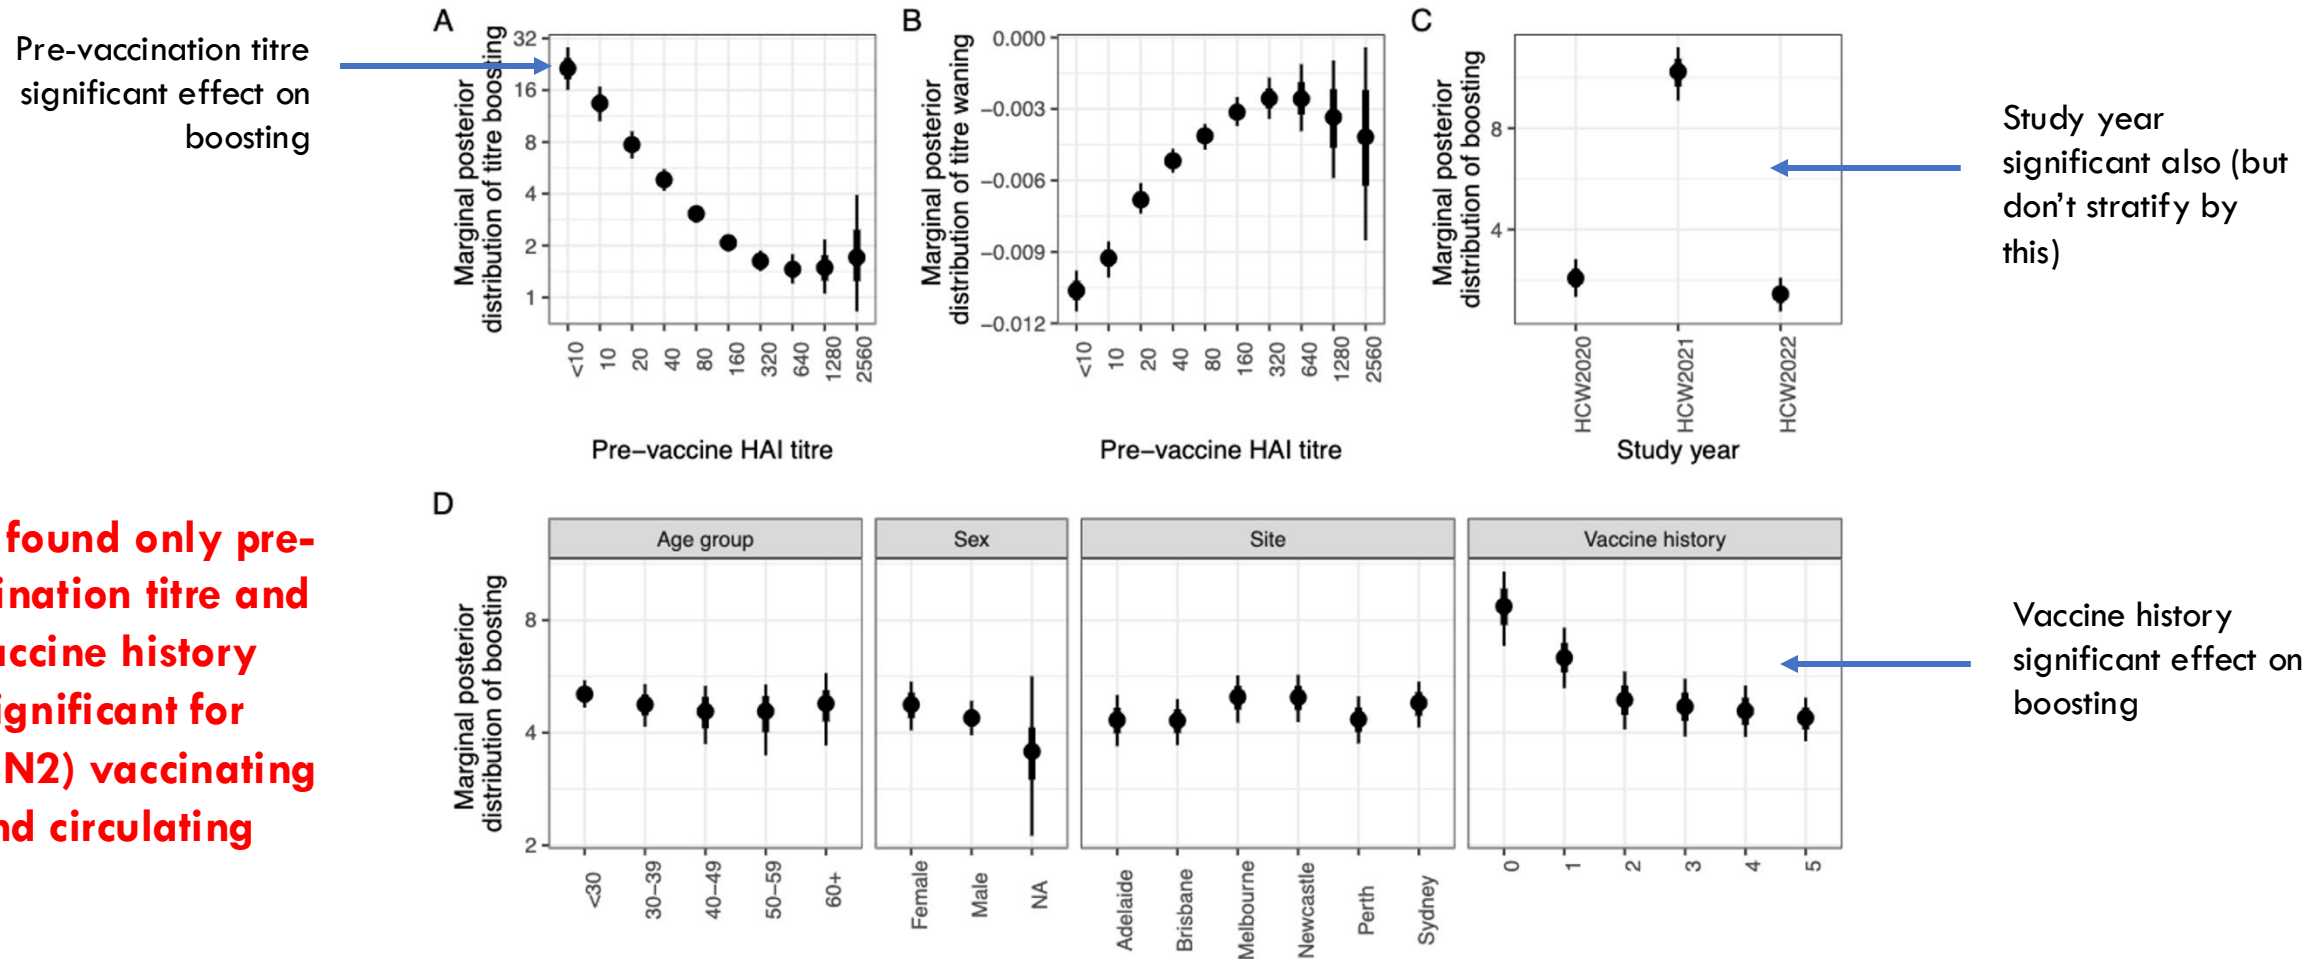 Pre-vaccination titre
significant effect on
boosting
A
Marginal posterior
distribution of titre boosting
32
16
8
4
2
1
<10
10
20
40
80
160
320
640
1280
2560
Pre-vaccine HAI titre
B
Marginal posterior
distribution of titre waning
0.000
-0.003
-0.006
-0.009
-0.012
<10
10
20
40
80
160
320
640
1280
2560
Pre-vaccine HAI titre
C
Marginal posterior
distribution of boosting
8
4
HCW2020
HCW2021
HCW2022
Study year
Study year
significant also (but
don't stratify by
this)
found only pre-
ination titre and
accine history
ignificant for
N2) vaccinating
nd circulating
D
Marginal posterior
distribution of boosting
8
4
2
Age group
<30
30-39
40-49
50-59
60+
Sex
Female
Male
NA
Site
Adelaide
Brisbane
Melbourne
Newcastle
Perth
Sydney
Vaccine history
0
1
2
3
4
5
Vaccine history
significant effect on
boosting